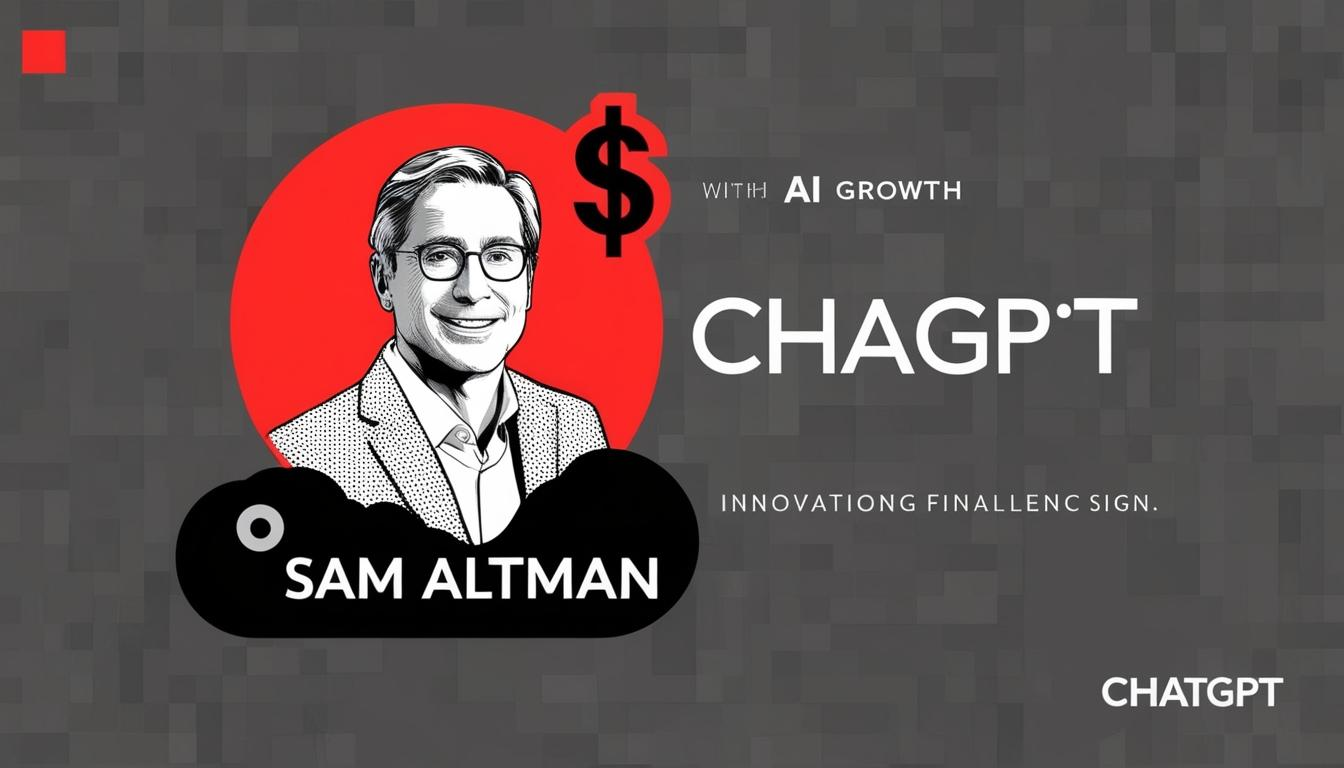 $
WITH AI GROWTH
CHAGP·T
INNOVATIONG FINALLENC SIGN.
SAM ALTMAN
CHATGPT